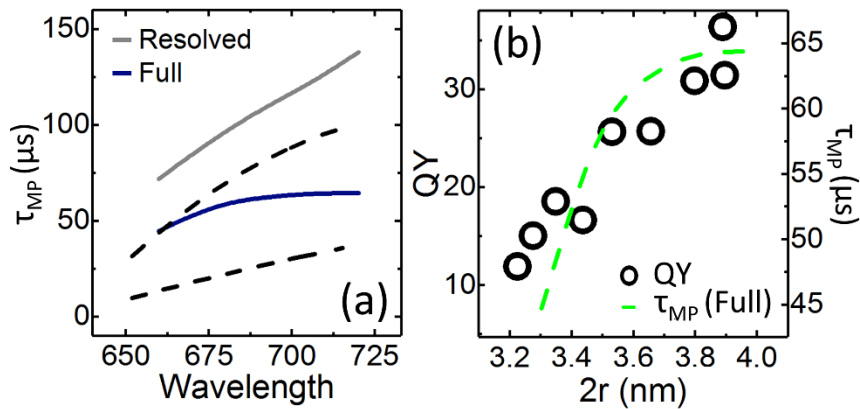 150
100
50
0
τMP (μs)
Resolved
Full
(a)
650 675 700 725
Wavelength
(b)
30
20
10
QY
65
60
55
50
45
τMP (μs)
QY
τMP (Full)
3.2 3.4 3.6 3.8 4.0
2r (nm)